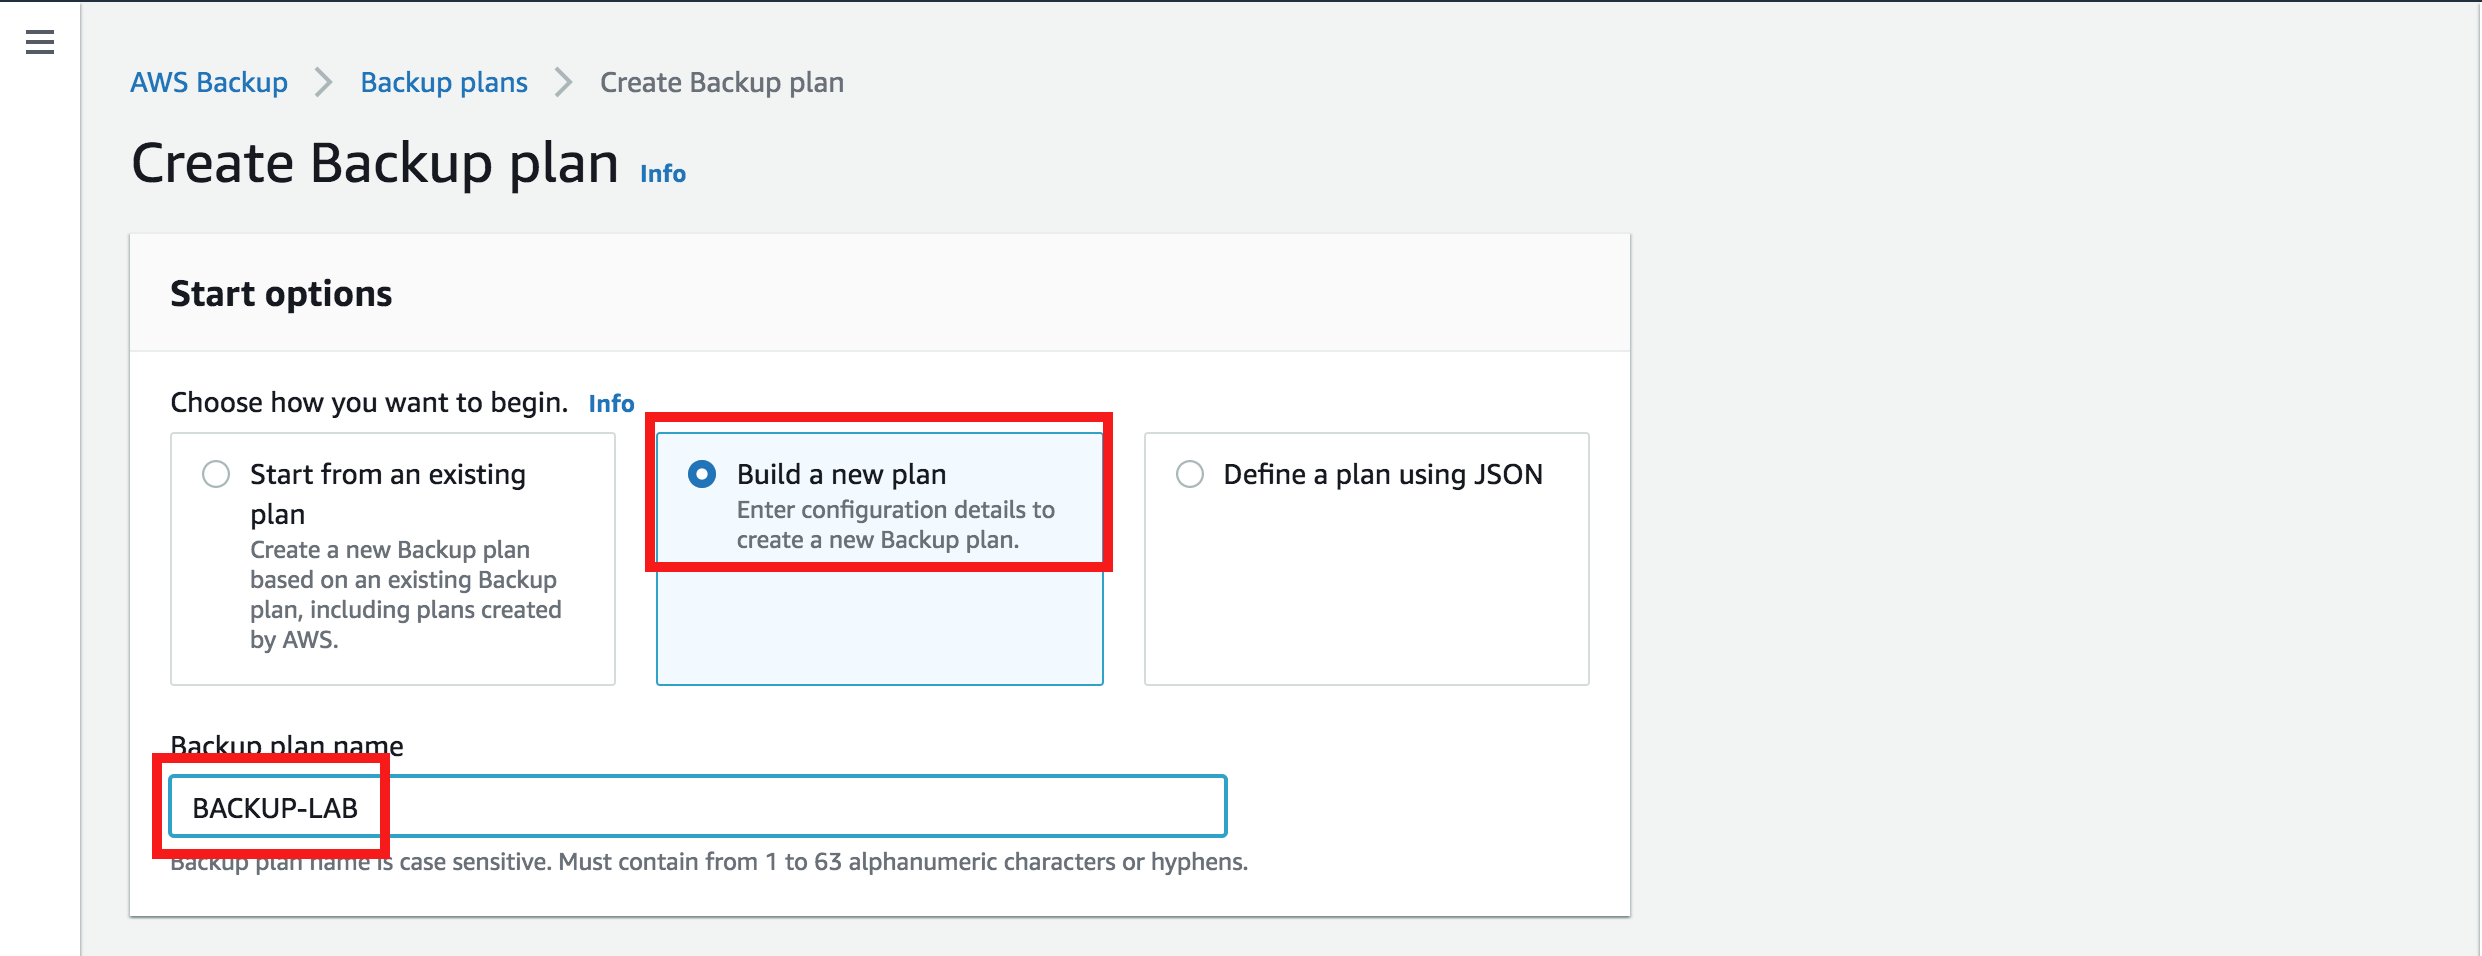 AWS Backup > Backup plans > Create Backup plan
Create Backup plan Info
Start options
Choose how you want to begin. Info
Start from an existing
plan
Create a new Backup plan
based on an existing Backup
plan, including plans created
by AWS.
Build a new plan
Enter configuration details to
create a new Backup plan.
Define a plan using JSON
Backup plan name
BACKUP-LAB
Backup plan name is case sensitive. Must contain from 1 to 63 alphanumeric characters or hyphens.